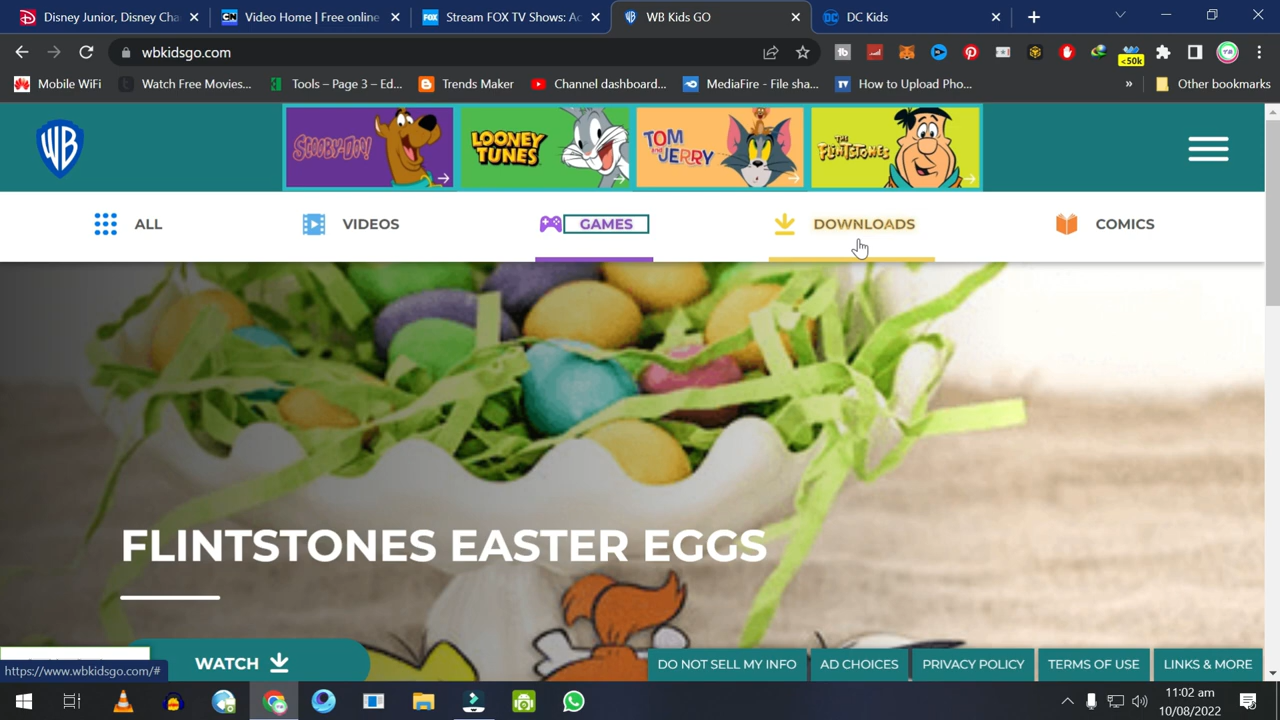 Disney Junior, Disney Cha
Video Home | Free online
Stream FOX TV Shows: Ac
WB Kids GO
DC Kids
wbkidsgo.com
<50k
Mobile WiFi
Watch Free Movies...
Tools – Page 3 – Ed...
Trends Maker
Channel dashboard...
MediaFire - File sha...
How to Upload Pho...
»
Other bookmarks
WB
SCOOBY-DOO!
LOONEY TUNES
TOM AND JERRY
THE FLINTSTONES
ALL
VIDEOS
GAMES
DOWNLOADS
COMICS
FLINTSTONES EASTER EGGS
WATCH
DO NOT SELL MY INFO
AD CHOICES
PRIVACY POLICY
TERMS OF USE
LINKS & MORE
https://www.wbkidsgo.com/#
11:02 am
10/08/2022